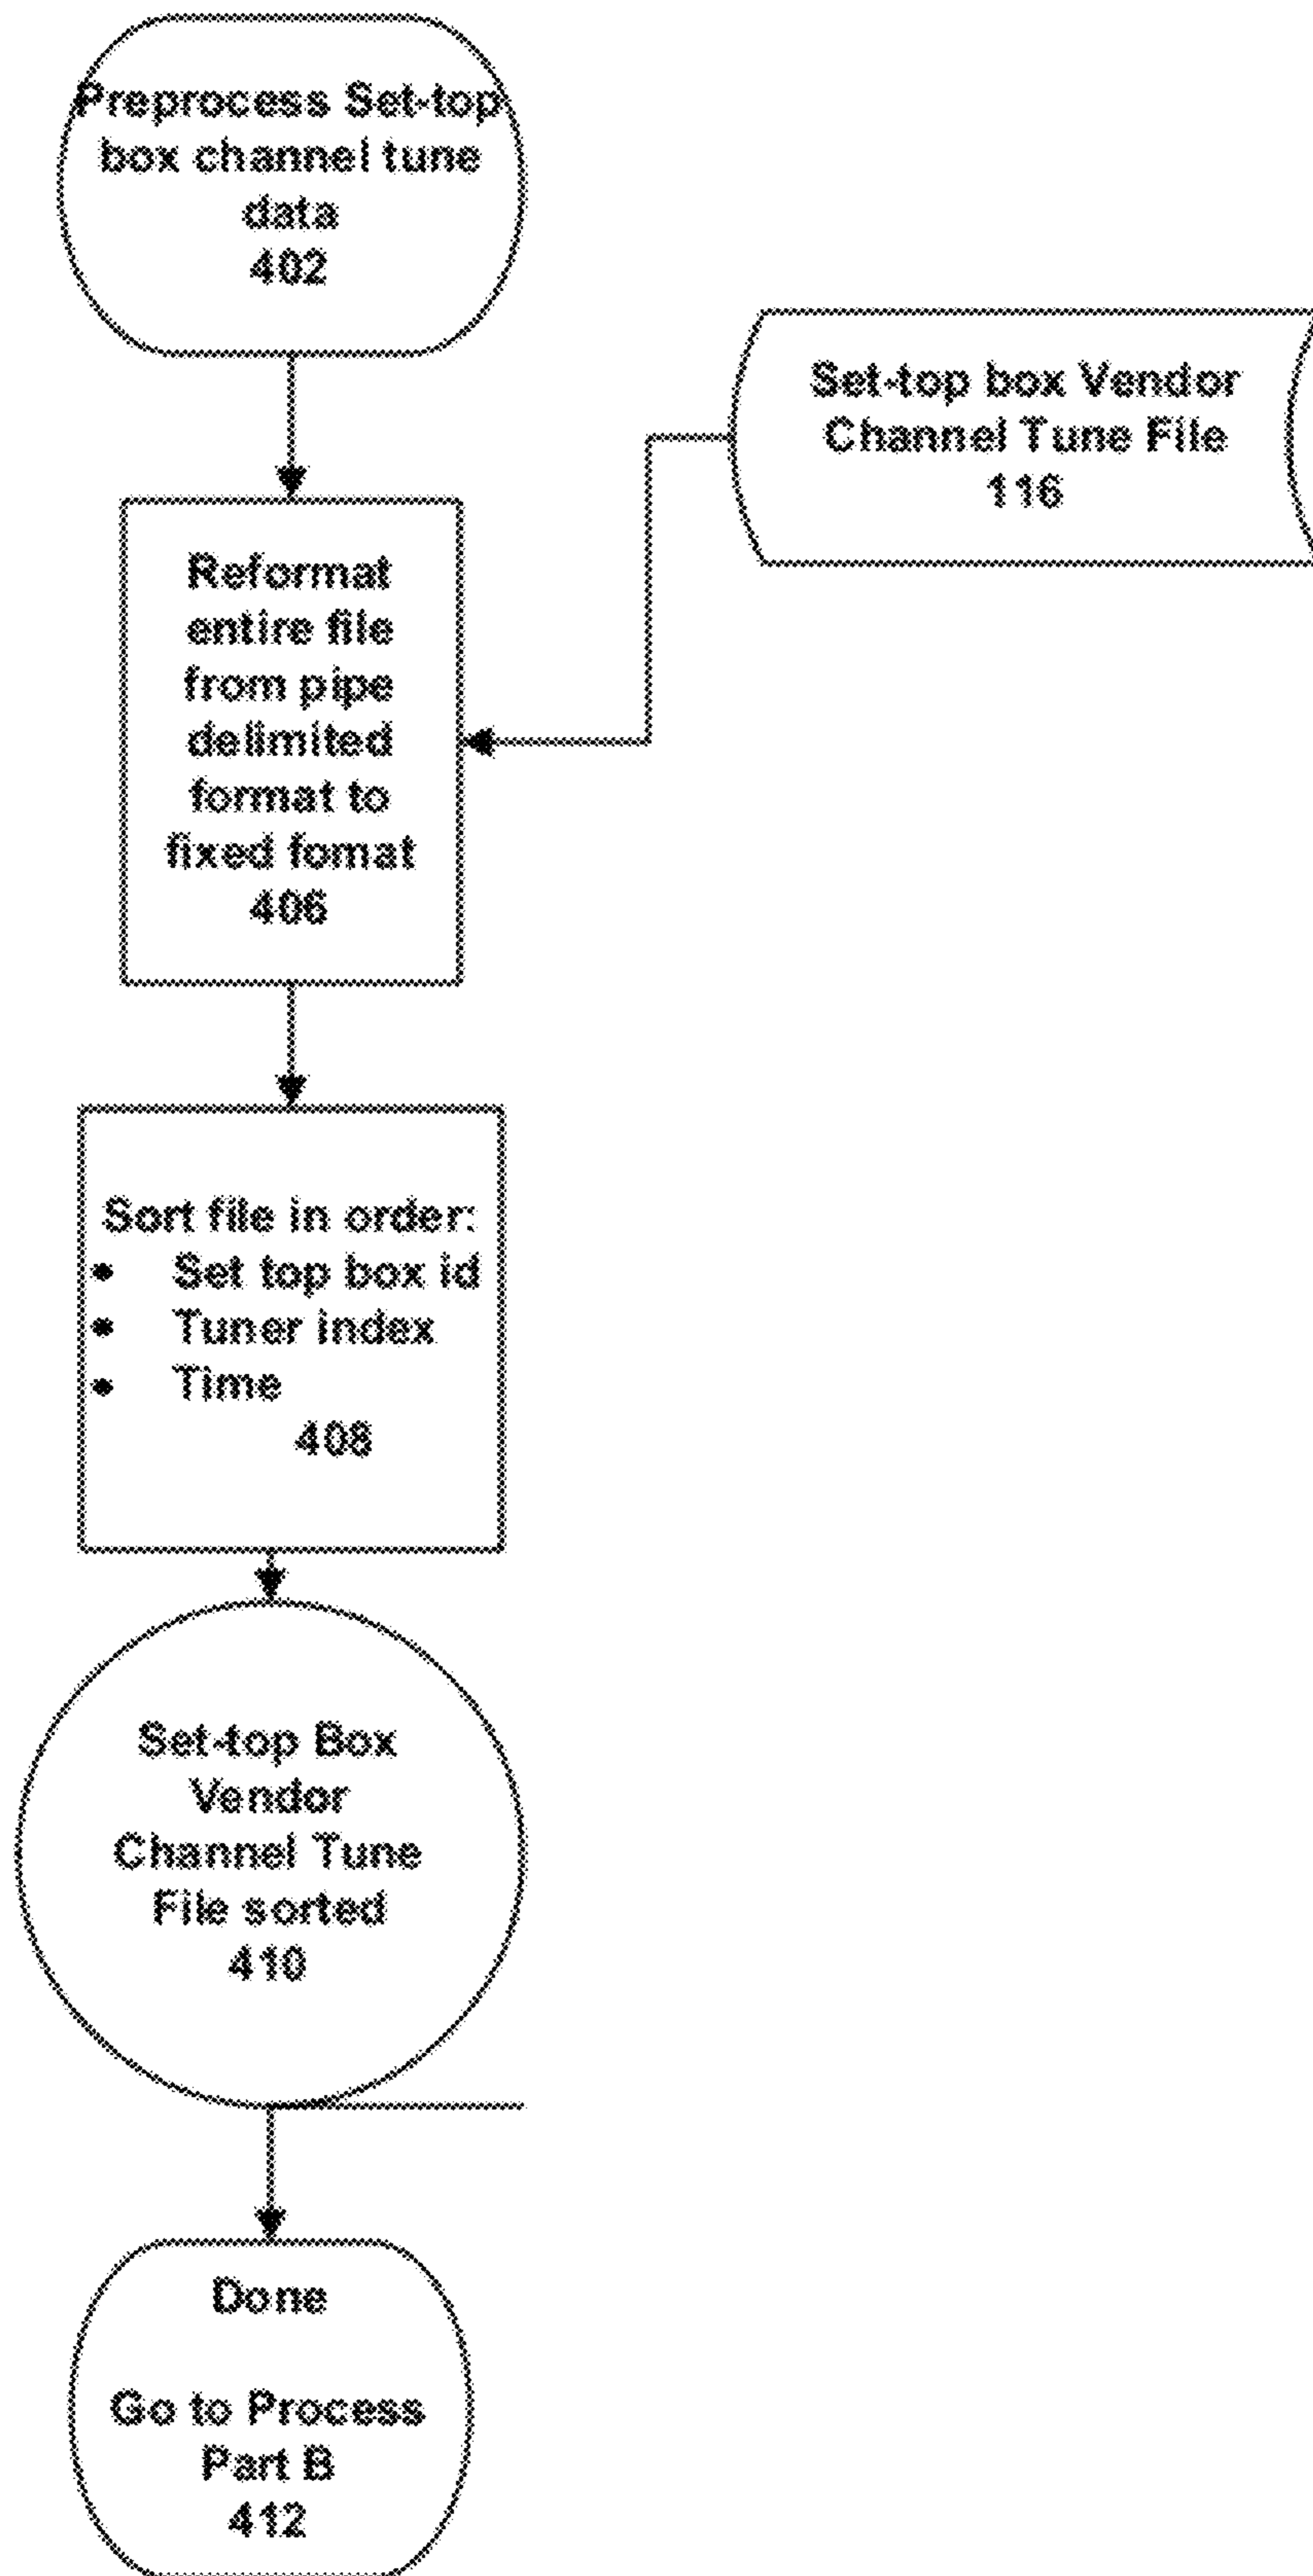 Preprocess Set-top
box channel tune
data
402
Set-top box Vendor
Channel Tune File
116
Reformat
entire file
from pipe
delimited
format to
fixed fomat
406
Sort file in order:
• Set top box id
• Tuner index
• Time
408
Set-top Box
Vendor
Channel Tune
File sorted
410
Done
Go to Process
Part B
412